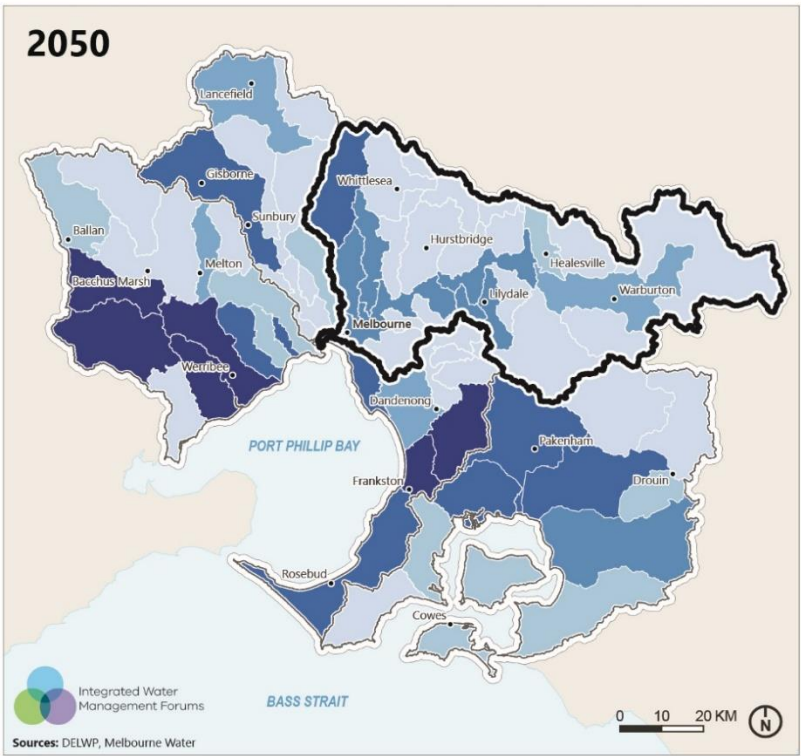 2050
Lancefield
Gisborne
Whittlesea
Sunbury
Ballan
Hurstbridge
Healesville
Bacchus Marsh
Melton
Lilydale
Warburton
Melbourne
Werribee
Dandenong
PORT PHILLIP BAY
Pakenham
Frankston
Drouin
Rosebud
Cowes
Integrated Water
Management Forums
BASS STRAIT
0 10 20 KM
N
Sources: DELWP, Melbourne Water